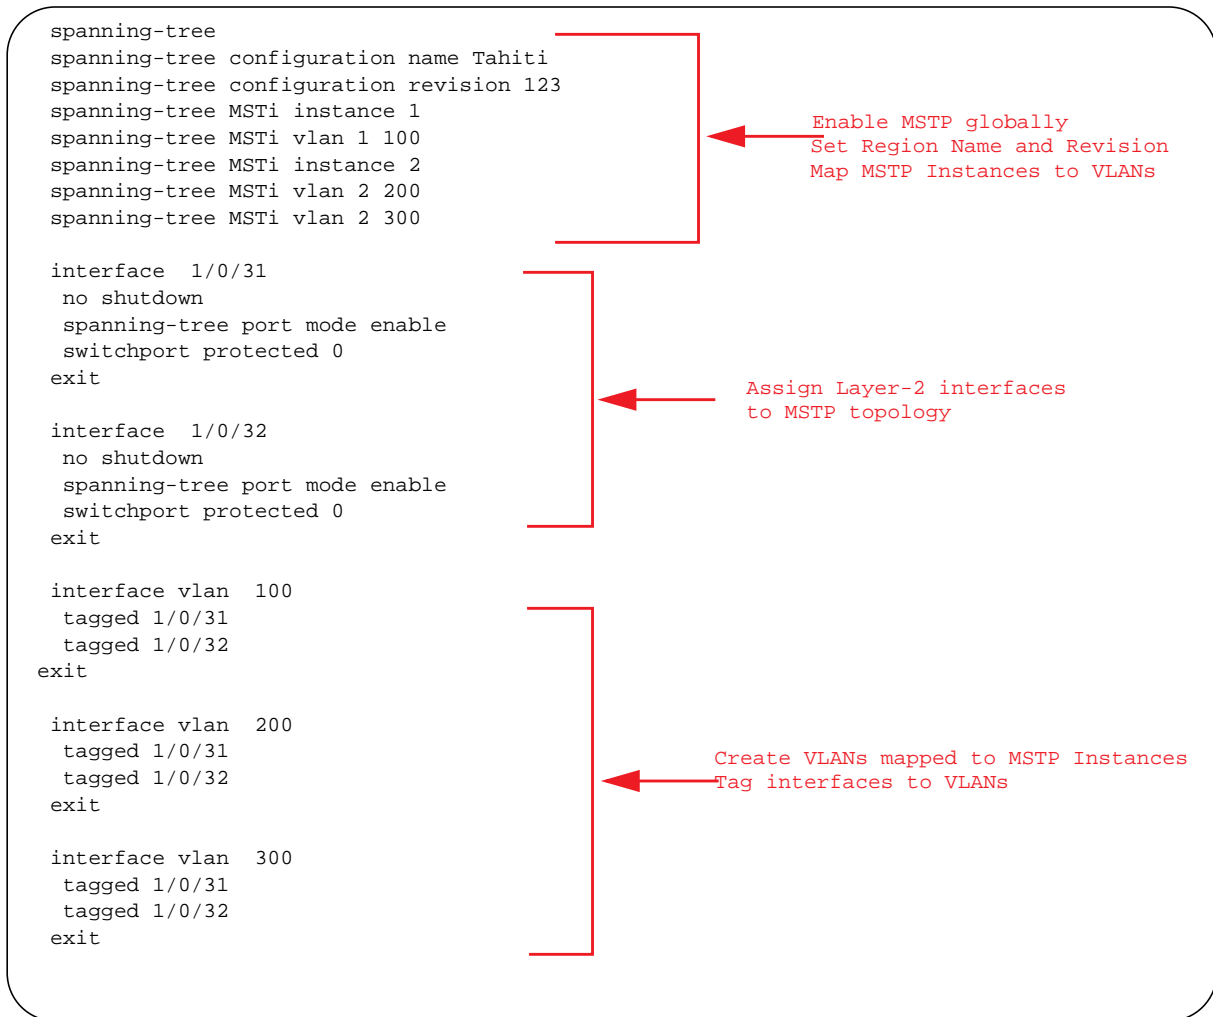 spanning-tree
spanning-tree configuration name Tahiti
spanning-tree configuration revision 123
spanning-tree MSTi instance 1
spanning-tree MSTi vlan 1 100
spanning-tree MSTi instance 2
spanning-tree MSTi vlan 2 200
spanning-tree MSTi vlan 2 300
Enable MSTP globally
Set Region Name and Revision
Map MSTP Instances to VLANs
interface  1/0/31
no shutdown
spanning-tree port mode enable
switchport protected 0
exit
interface  1/0/32
no shutdown
spanning-tree port mode enable
switchport protected 0
exit
Assign Layer-2 interfaces
to MSTP topology
interface vlan  100
tagged 1/0/31
tagged 1/0/32
exit
interface vlan  200
tagged 1/0/31
tagged 1/0/32
exit
interface vlan  300
tagged 1/0/31
tagged 1/0/32
exit
Create VLANs mapped to MSTP Instances
Tag interfaces to VLANs